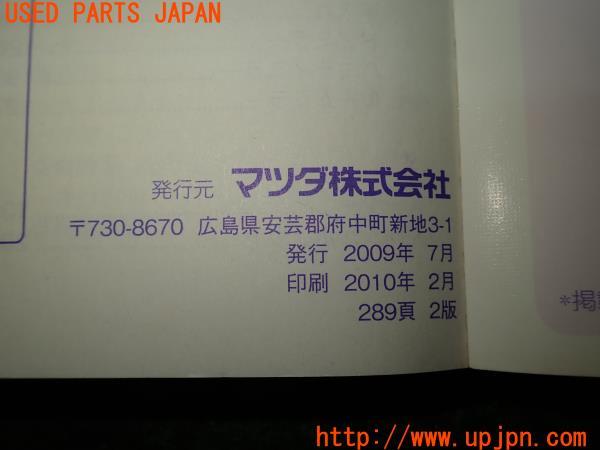 USED PARTS JAPAN
発行元 マツダ株式会社
〒730-8670 広島県安芸郡府中町新地3-1
発行 2009年 7月
印刷 2010年 2月
289頁 2版
*掲
http://www.upjpn.com/